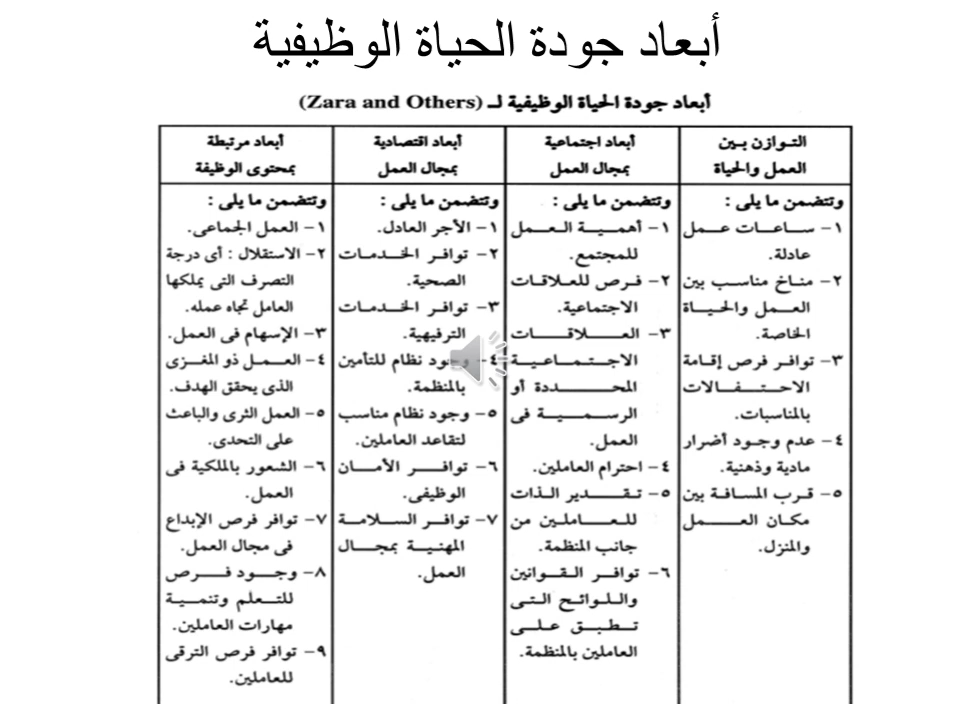 أبعاد جودة الحياة الوظيفية
أبعاد جودة الحياة الوظيفية لـ (Zara and Others)
التوازن بين
العمل والحياة
وتتضمن ما يلى :
١- ساعات عمل
عادلة.
٢- مناخ مناسب بين
العمل والحياة
الخاصة.
٣- توافر فرص إقامة
الاحتفالات
بالمناسبات.
٤- عدم وجود أضرار
مادية وذهنية.
٥- قرب المسافة بين
مكان العمل
والمنزل.
أبعاد اجتماعية
بمجال العمل
وتتضمن ما يلى :
١- أهمية العمل
للمجتمع.
٢- فرص للعلاقات
الاجتماعية.
٣- العلاقات
الاجتماعية
المحددة أو
الرسمية فى
العمل.
٤- احترام العاملين.
٥- تقدير الذات
للعاملين من
جانب المنظمة.
٦- توافر القوانين
واللوائح التى
تطبق على
العاملين بالمنظمة.
أبعاد اقتصادية
بمجال العمل
وتتضمن ما يلى :
١- الأجر العادل.
٢- توافر الخدمات
الصحية.
٣- توافر الخدمات
الترفيهية.
٤- وجود نظام للتأمين
بالمنظمة.
٥- وجود نظام مناسب
لتقاعد العاملين.
٦- توافر الأمان
الوظيفى.
٧- توافر السلامة
المهنية بمجال
العمل.
أبعاد مرتبطة
بمحتوى الوظيفة
وتتضمن ما يلى :
١- العمل الجماعى.
٢- الاستقلال : أى درجة
التصرف التى يملكها
العامل تجاه عمله.
٣- الإسهام فى العمل.
٤- العمل ذو المغزى
الذى يحقق الهدف.
٥- العمل الثرى والباعث
على التحدى.
٦- الشعور بالملكية فى
العمل.
٧- توافر فرص الإبداع
فى مجال العمل.
٨- وجود فرص
للتعلم وتنمية
مهارات العاملين.
٩- توافر فرص الترقى
للعاملين.